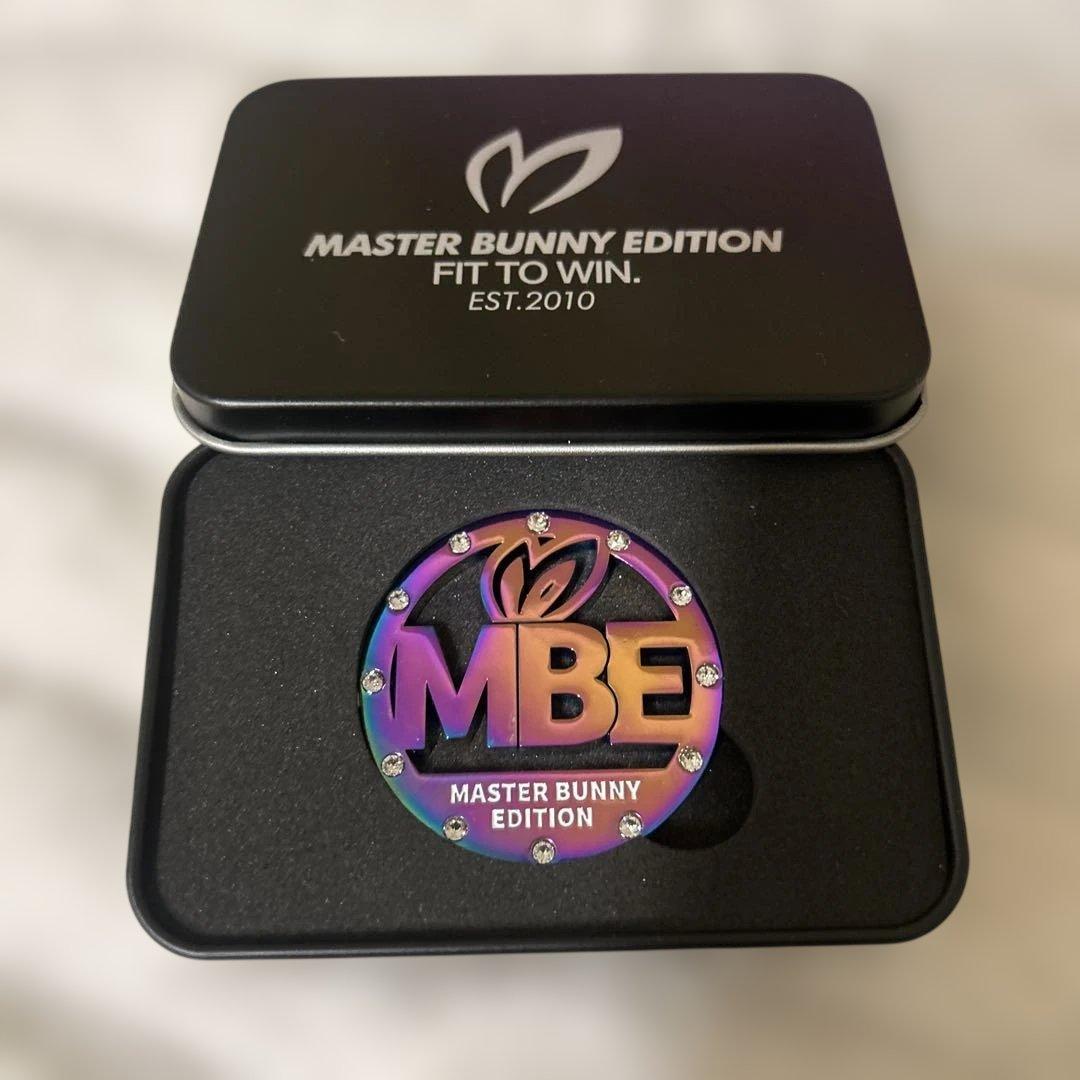 MASTER BUNNY EDITION
FIT TO WIN.
EST.2010
MBE
MASTER BUNNY
EDITION